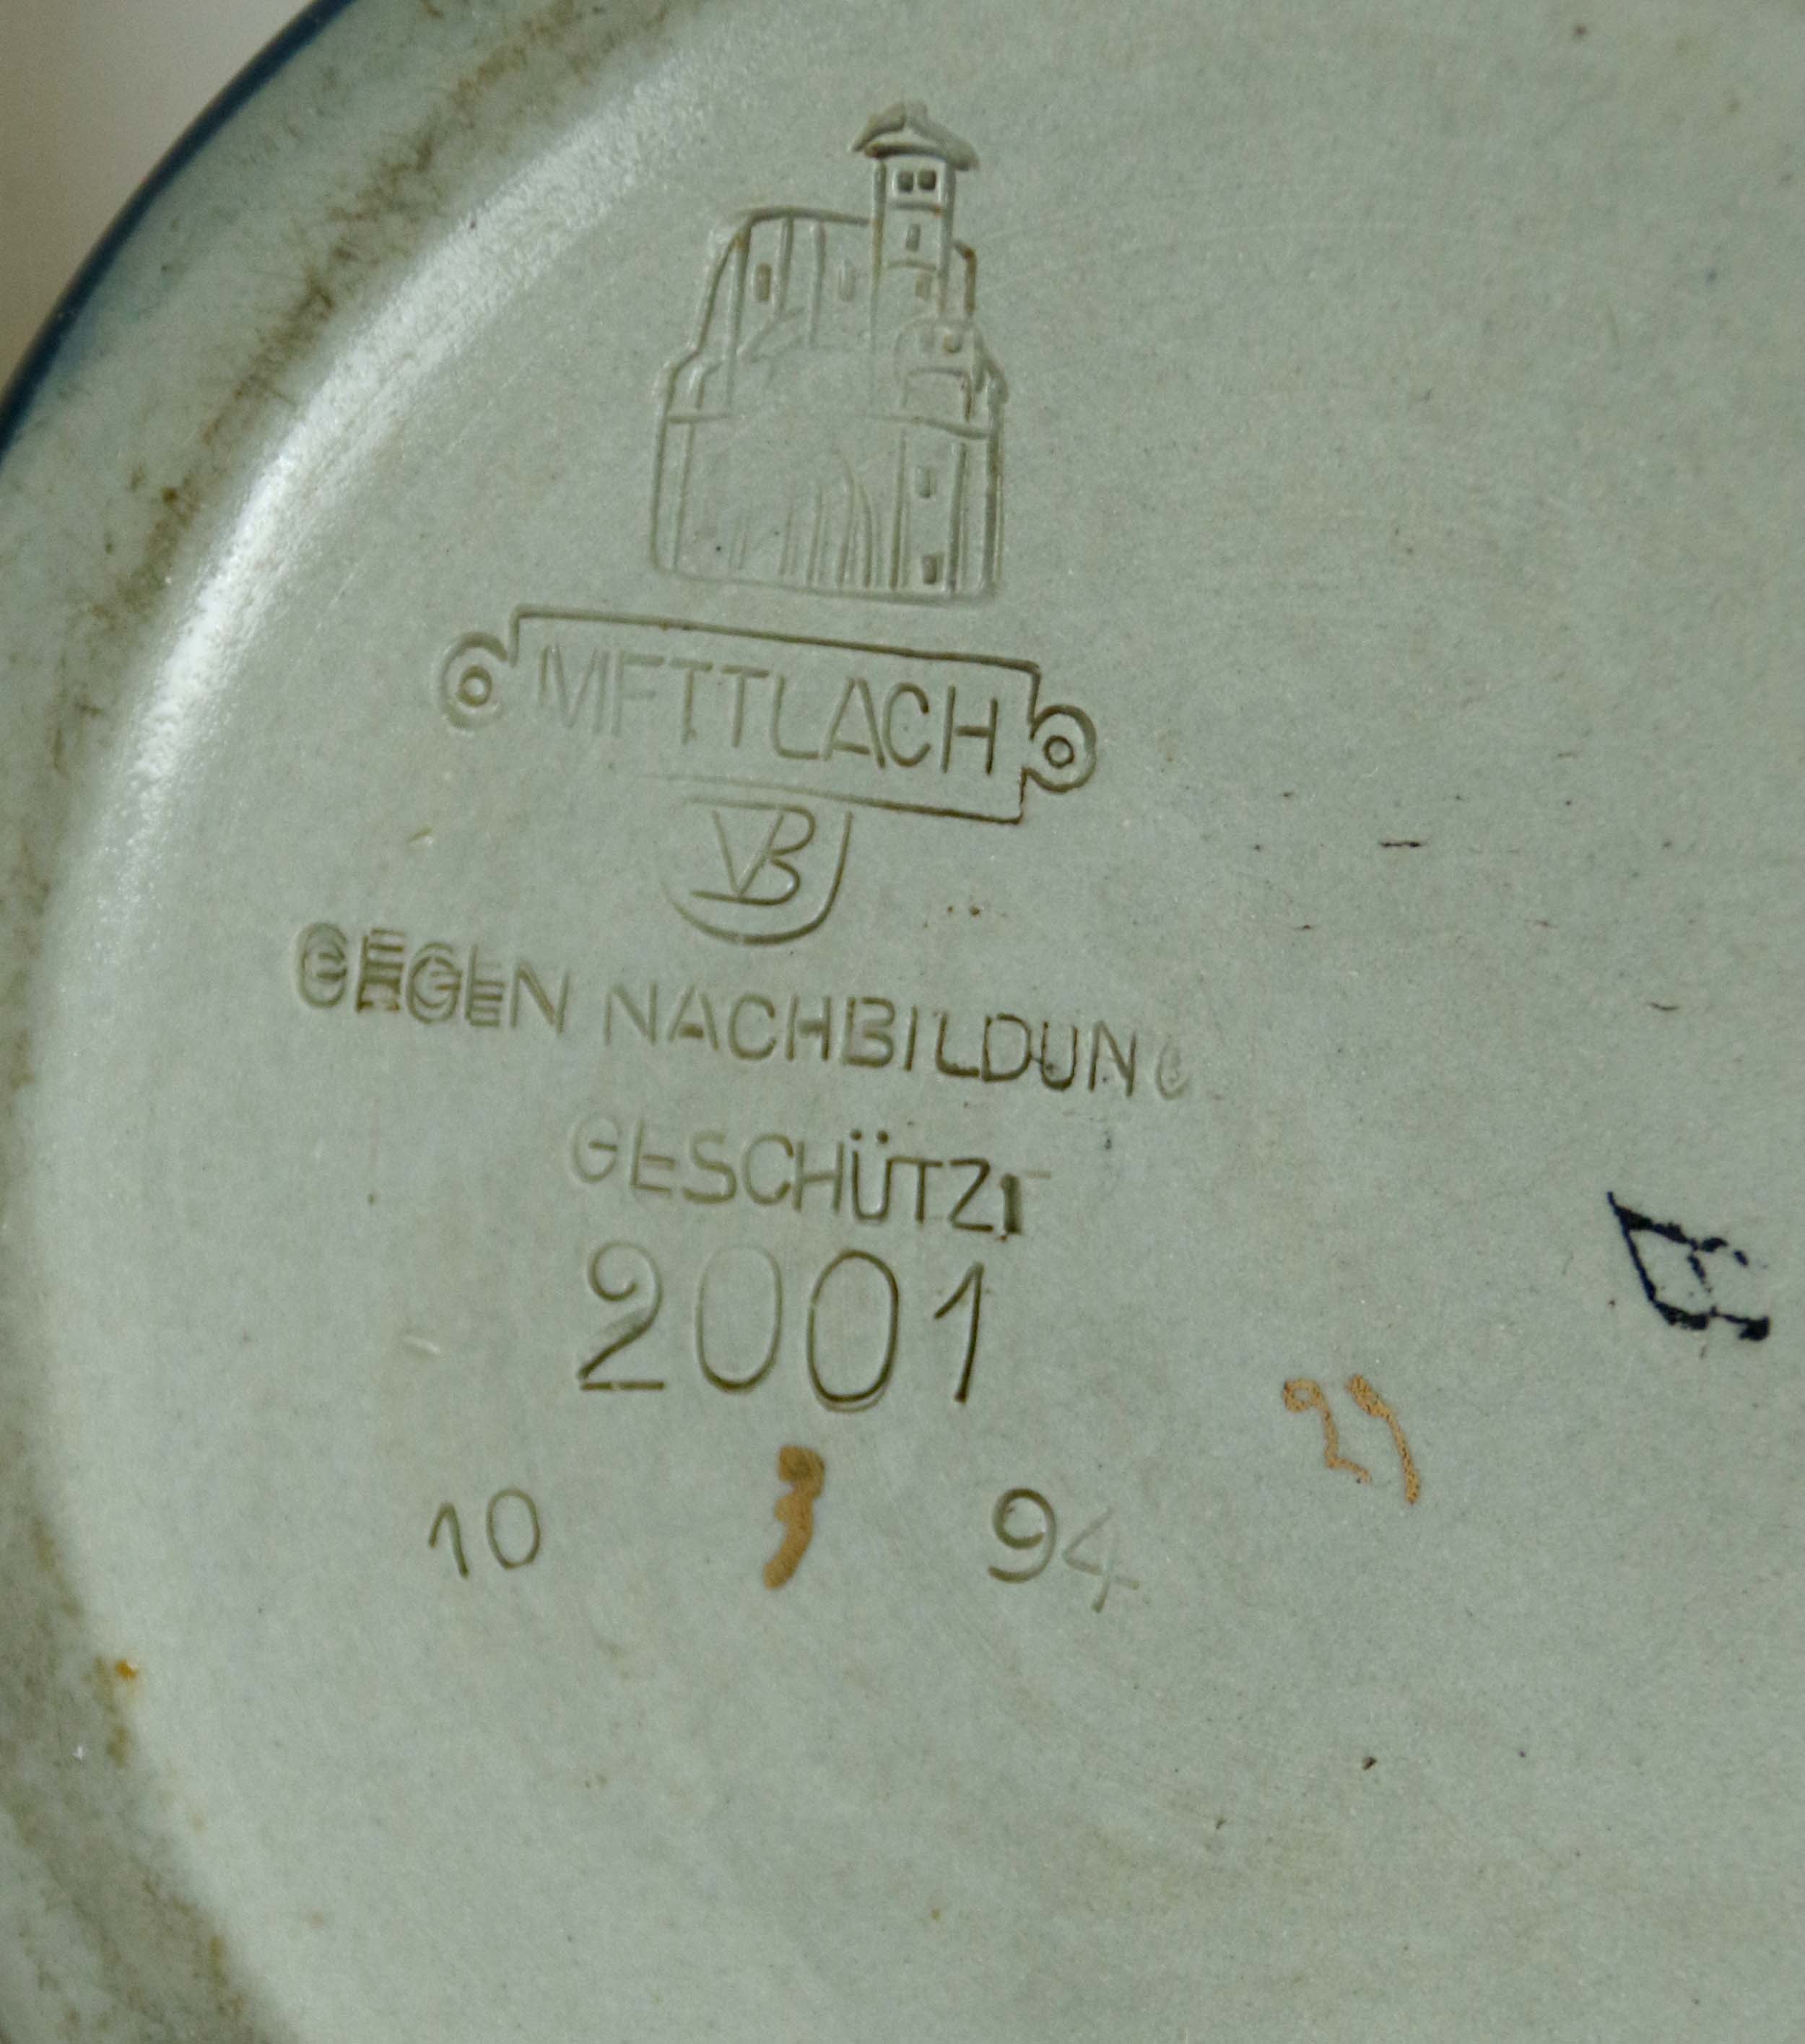 METTLACH
VB
GEGEN NACHBILDUNG
GESCHÜTZT
2001
10 94